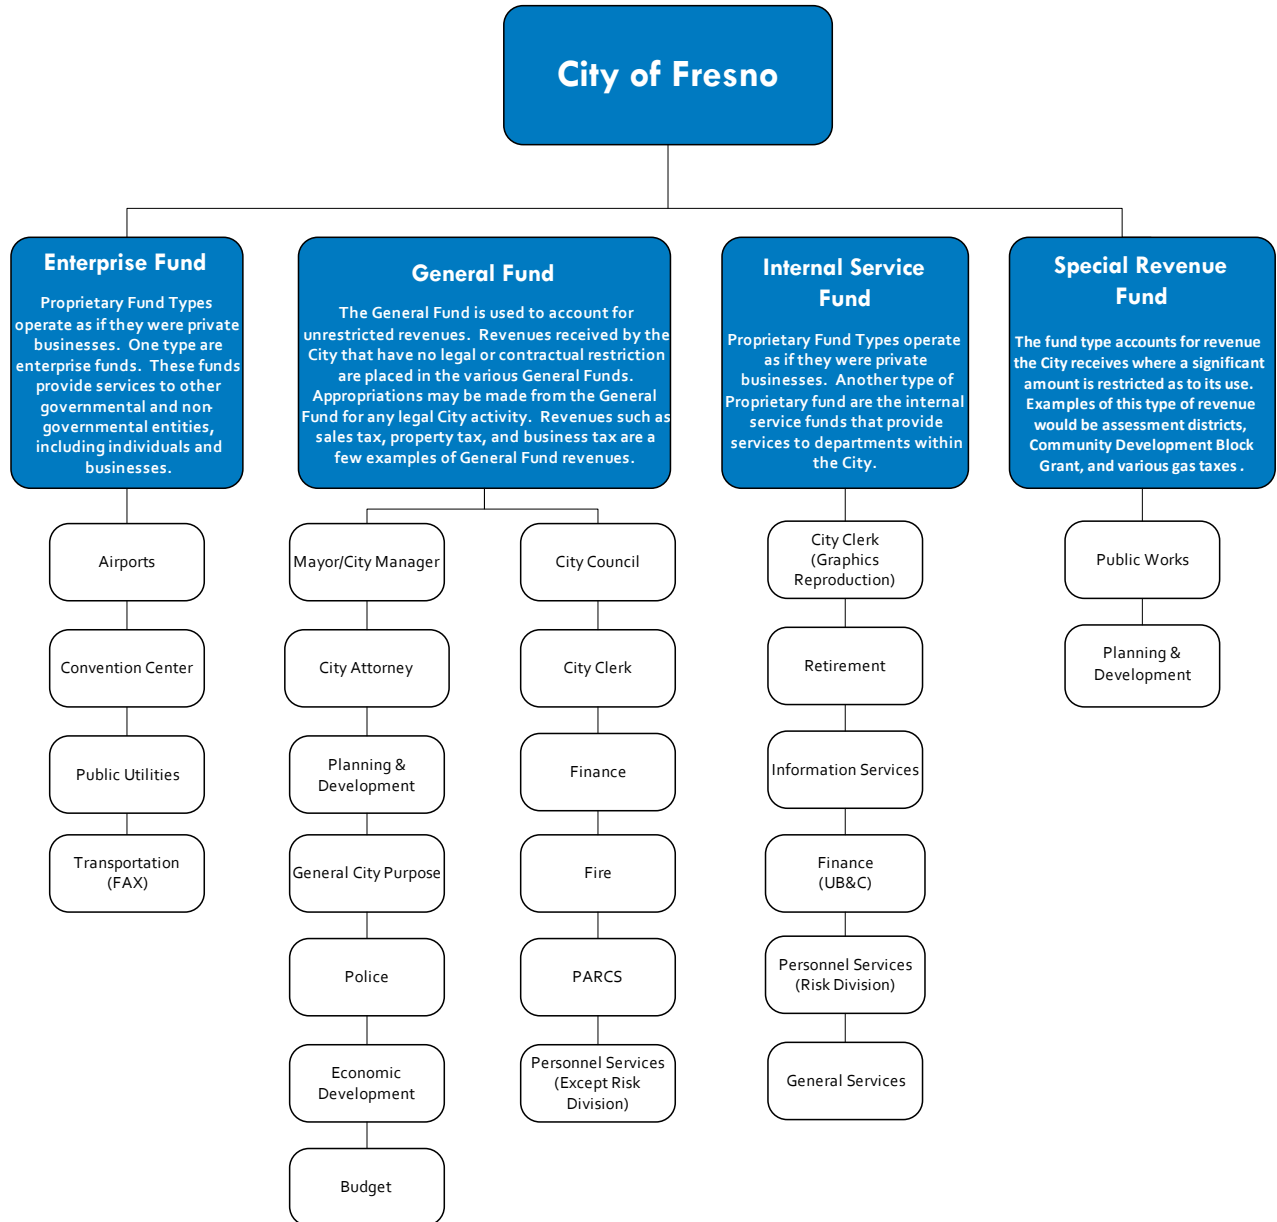 City of Fresno
Enterprise Fund
Proprietary Fund Types
operate as if they were private
businesses. One type are
enterprise funds. These funds
provide services to other
governmental and non-
governmental entities,
including individuals and
businesses.
General Fund
The General Fund is used to account for
unrestricted revenues. Revenues received by the
City that have no legal or contractual restriction
are placed in the various General Funds.
Appropriations may be made from the General
Fund for any legal City activity. Revenues such as
sales tax, property tax, and business tax are a
few examples of General Fund revenues.
Internal Service
Fund
Proprietary Fund Types operate
as if they were private
businesses. Another type of
Proprietary fund are the internal
service funds that provide
services to departments within
the City.
Special Revenue
Fund
The fund type accounts for revenue
the City receives where a significant
amount is restricted as to its use.
Examples of this type of revenue
would be assessment districts,
Community Development Block
Grant, and various gas taxes .
Airports
Convention Center
Public Utilities
Transportation
(FAX)
Mayor/City Manager
City Attorney
Planning &
Development
General City Purpose
Police
Economic
Development
Budget
City Council
City Clerk
Finance
Fire
PARCS
Personnel Services
(Except Risk
Division)
City Clerk
(Graphics
Reproduction)
Retirement
Information Services
Finance
(UB&C)
Personnel Services
(Risk Division)
General Services
Public Works
Planning &
Development